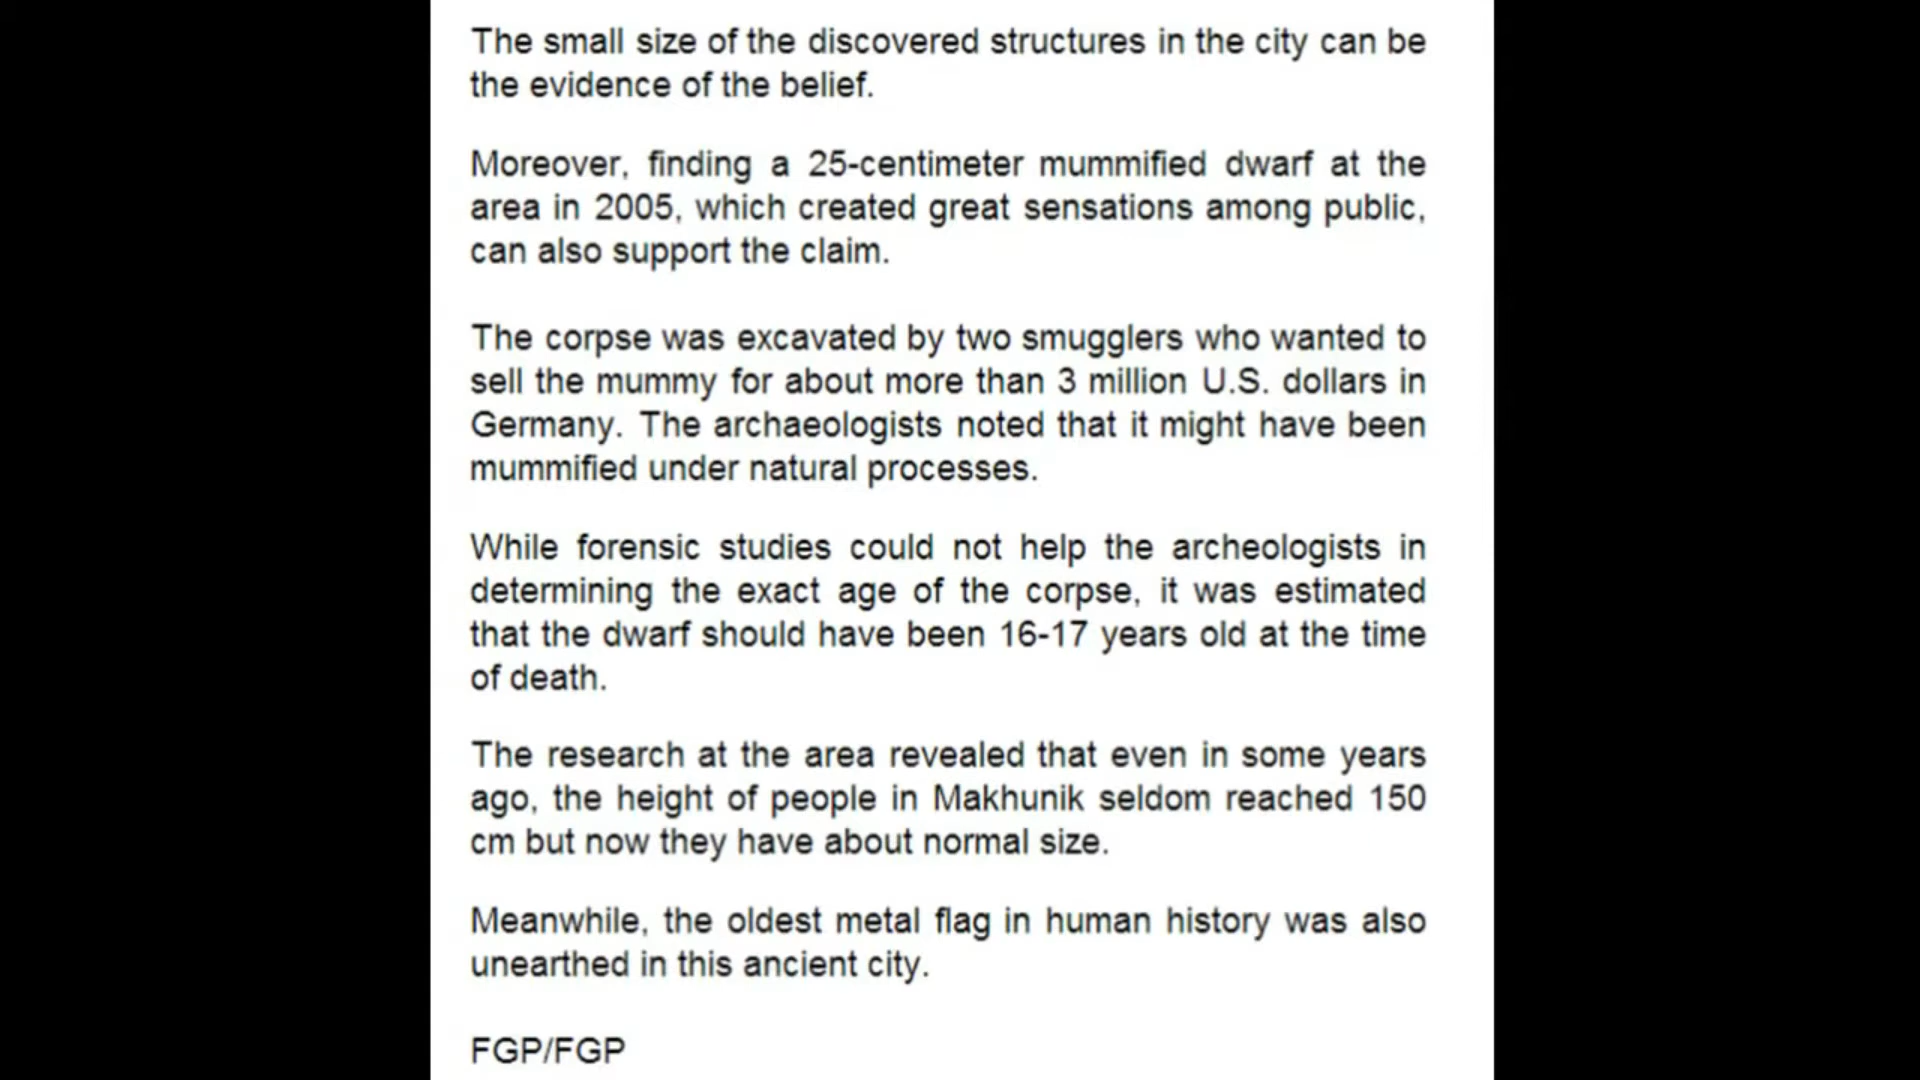 The small size of the discovered structures in the city can be
the evidence of the belief.
Moreover, finding a 25-centimeter mummified dwarf at the
area in 2005, which created great sensations among public,
can also support the claim.
The corpse was excavated by two smugglers who wanted to
sell the mummy for about more than 3 million U.S. dollars in
Germany. The archaeologists noted that it might have been
mummified under natural processes.
While forensic studies could not help the archeologists in
determining the exact age of the corpse, it was estimated
that the dwarf should have been 16-17 years old at the time
of death.
The research at the area revealed that even in some years
ago, the height of people in Makhunik seldom reached 150
cm but now they have about normal size.
Meanwhile, the oldest metal flag in human history was also
unearthed in this ancient city.
FGP/FGP